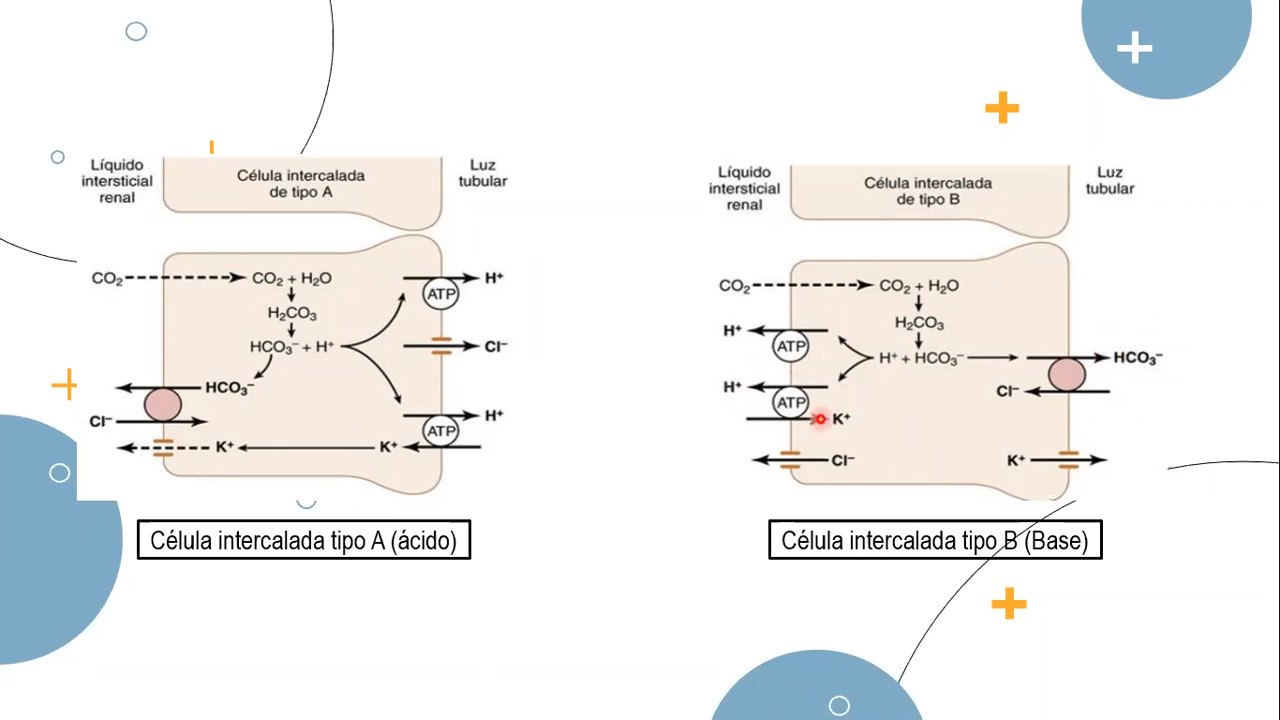 Líquido
intersticial
renal
Célula intercalada
de tipo A
Luz
tubular
CO₂
CO₂ + H₂O
H₂CO₃
HCO₃⁻ + H⁺
HCO₃⁻
Cl⁻
K⁺
K⁺
H⁺
ATP
Cl⁻
H⁺
ATP
Célula intercalada tipo A (ácido)
Líquido
intersticial
renal
Célula intercalada
de tipo B
Luz
tubular
CO₂
CO₂ + H₂O
H₂CO₃
H⁺ + HCO₃⁻
HCO₃⁻
H⁺
ATP
H⁺
ATP
K⁺
Cl⁻
Cl⁻
K⁺
Célula intercalada tipo B (Base)